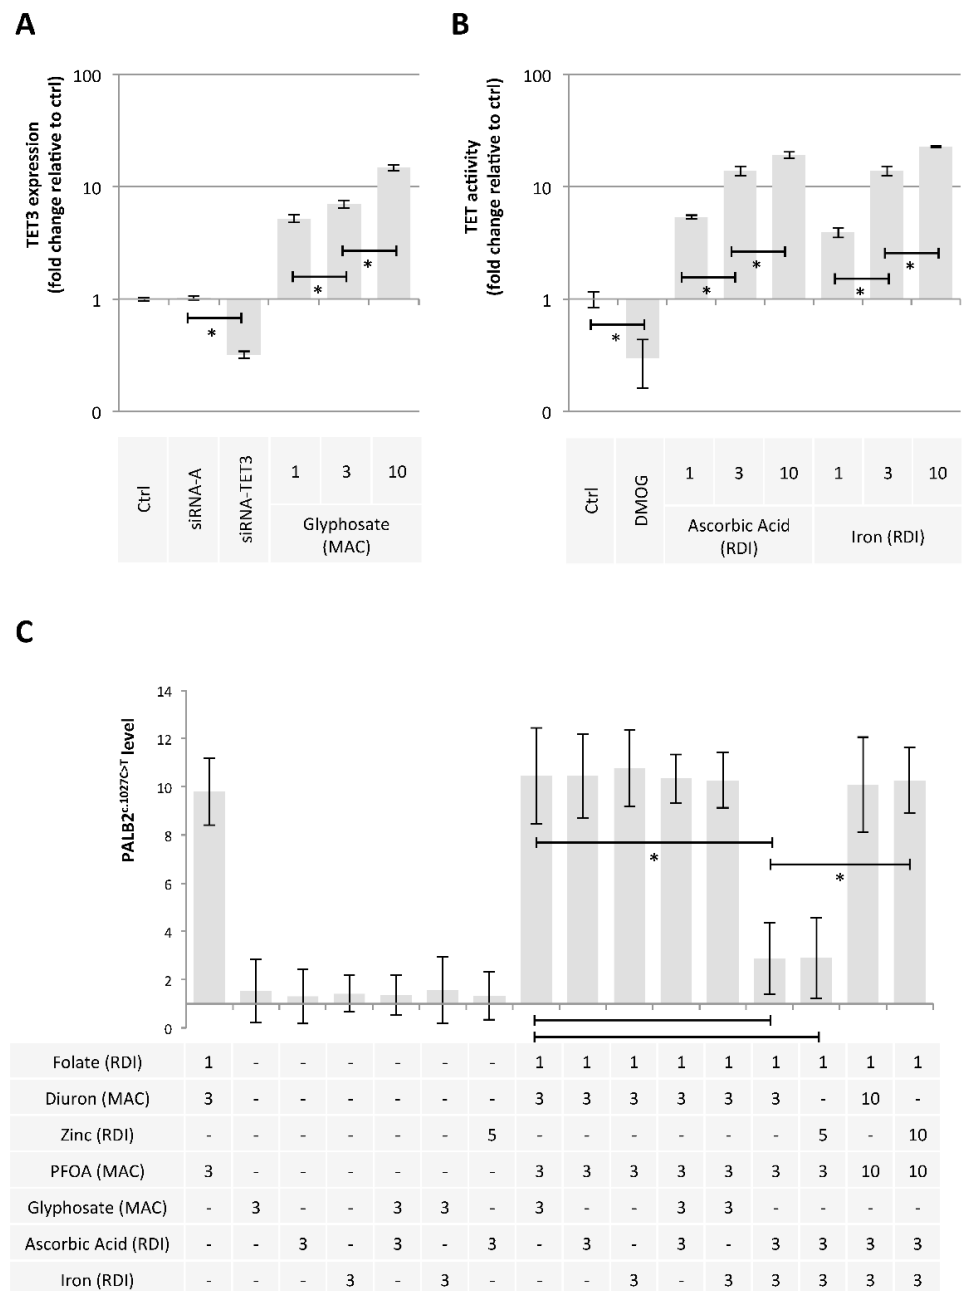 A
TET3 expression
(fold change relative to ctrl)
100
10
1
0
*
*
*
Ctrl
siRNA-A
siRNA-TET3
1 3 10
Glyphosate
(MAC)
B
TET actiivity
(fold change relative to ctrl)
100
10
1
0
*
*
*
*
*
Ctrl
DMOG
1 3 10 1 3 10
Ascorbic Acid
(RDI)
Iron (RDI)
C
PALB2c.1027C>T level
14
12
10
8
6
4
2
0
*
*
Folate (RDI) 1 - - - - - - 1 1 1 1 1 1 1 1 1
Diuron (MAC) 3 - - - - - - 3 3 3 3 3 3 - 10 -
Zinc (RDI) - - - - - - 5 - - - - - - 5 - 10
PFOA (MAC) 3 - - - - - - 3 3 3 3 3 3 3 10 10
Glyphosate (MAC) - 3 - - 3 3 - 3 - - 3 3 - - - -
Ascorbic Acid (RDI) - - 3 - 3 - 3 - 3 - 3 - 3 3 3 3
Iron (RDI) - - - 3 - 3 - - - 3 - 3 3 3 3 3